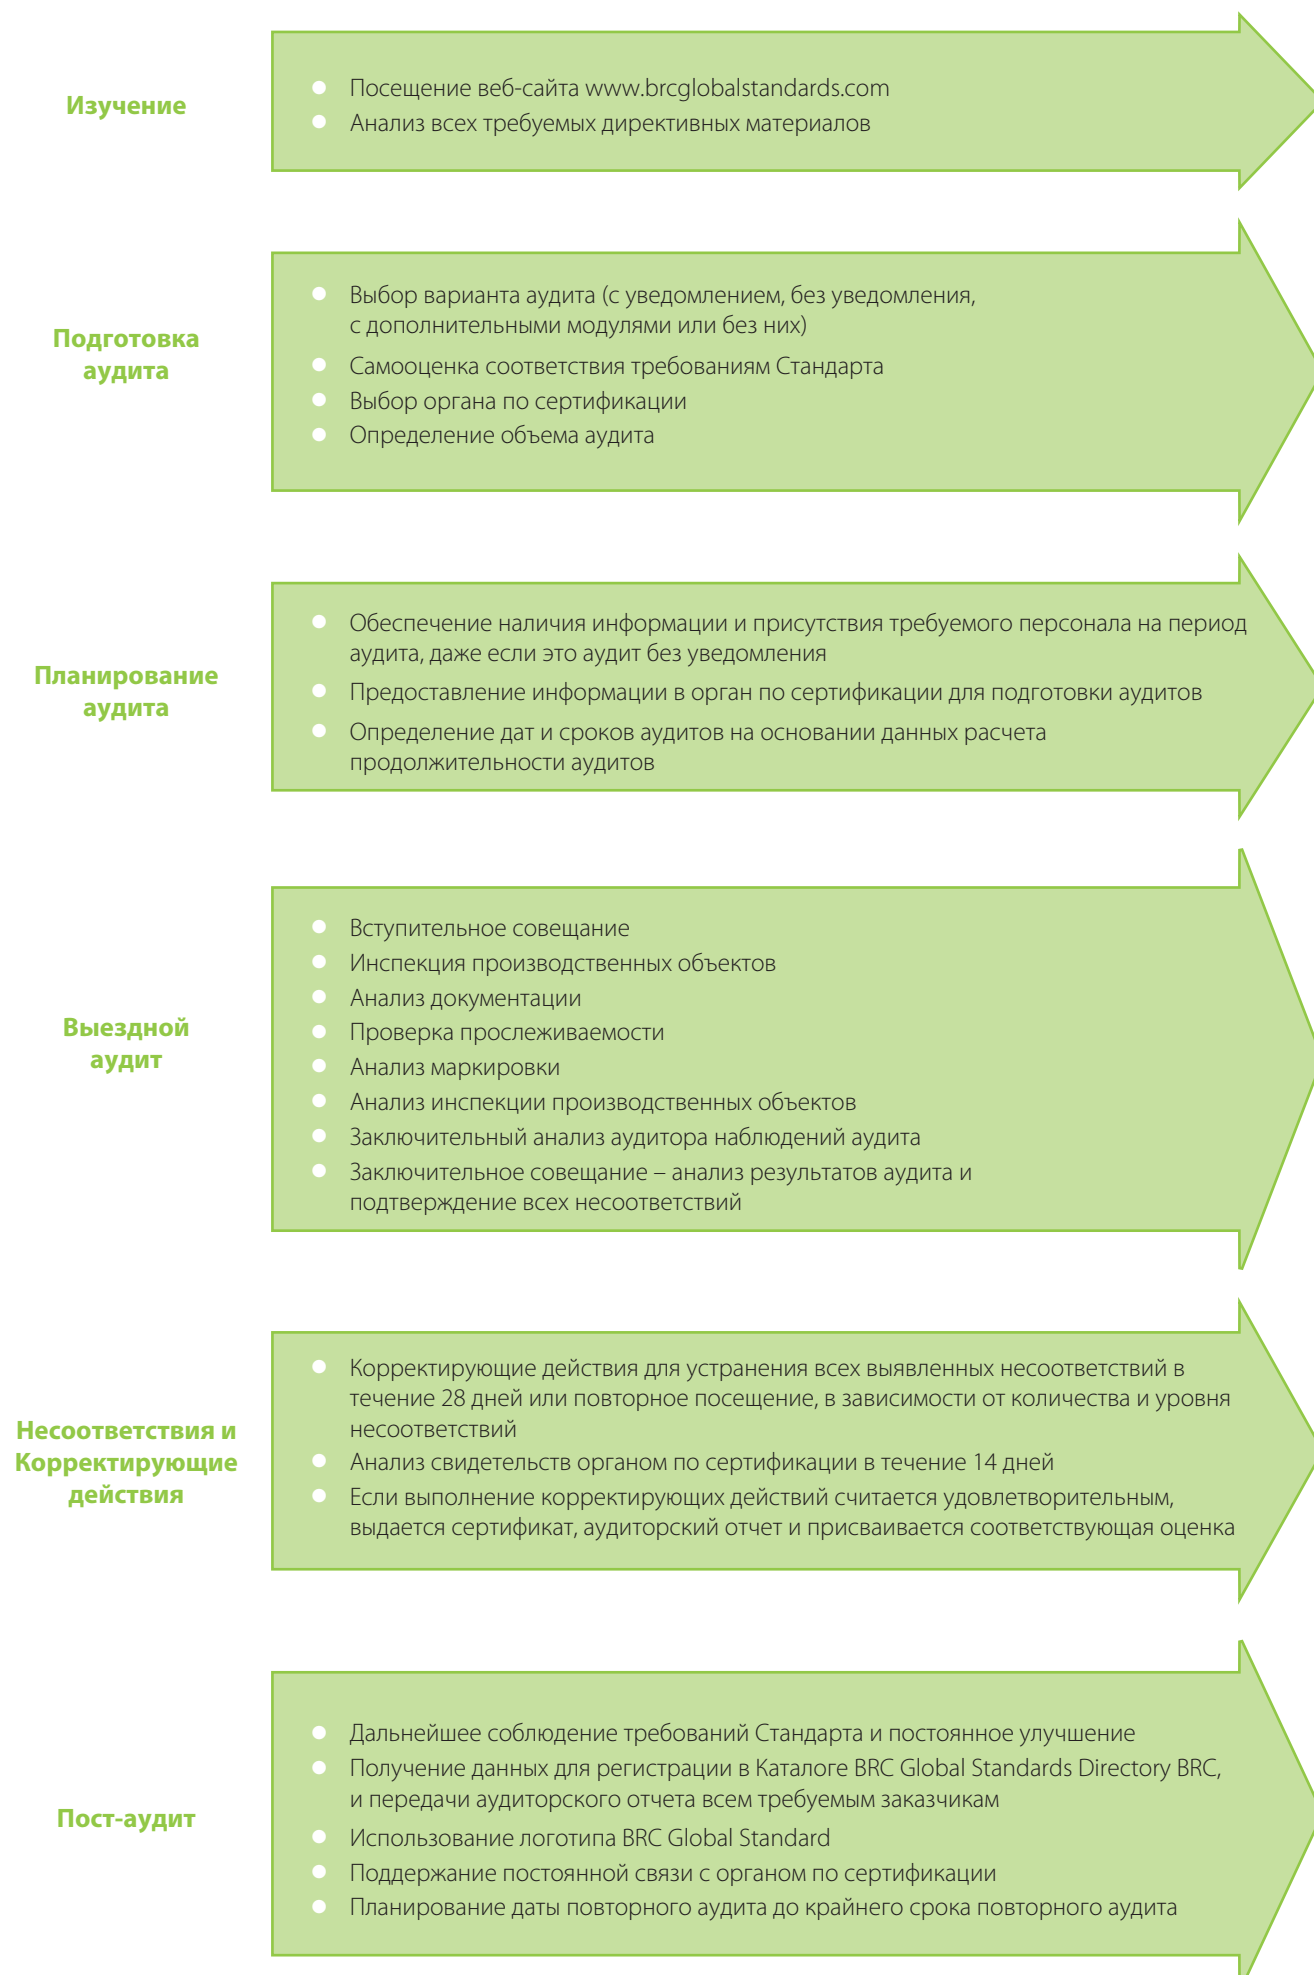 Изучение
Посещение веб-сайта www.brcglobalstandards.com
Анализ всех требуемых директивных материалов
Подготовка
аудита
Выбор варианта аудита (с уведомлением, без уведомления,
с дополнительными модулями или без них)
Самооценка соответствия требованиям Стандарта
Выбор органа по сертификации
Определение объема аудита
Планирование
аудита
Обеспечение наличия информации и присутствия требуемого персонала на период
аудита, даже если это аудит без уведомления
Предоставление информации в орган по сертификации для подготовки аудитов
Определение дат и сроков аудитов на основании данных расчета
продолжительности аудитов
Выездной
аудит
Вступительное совещание
Инспекция производственных объектов
Анализ документации
Проверка прослеживаемости
Анализ маркировки
Анализ инспекции производственных объектов
Заключительный анализ аудитора наблюдений аудита
Заключительное совещание – анализ результатов аудита и
подтверждение всех несоответствий
Несоответствия и
Корректирующие
действия
Корректирующие действия для устранения всех выявленных несоответствий в
течение 28 дней или повторное посещение, в зависимости от количества и уровня
несоответствий
Анализ свидетельств органом по сертификации в течение 14 дней
Если выполнение корректирующих действий считается удовлетворительным,
выдается сертификат, аудиторский отчет и присваивается соответствующая оценка
Пост-аудит
Дальнейшее соблюдение требований Стандарта и постоянное улучшение
Получение данных для регистрации в Каталоге BRC Global Standards Directory BRC,
и передачи аудиторского отчета всем требуемым заказчикам
Использование логотипа BRC Global Standard
Поддержание постоянной связи с органом по сертификации
Планирование даты повторного аудита до крайнего срока повторного аудита